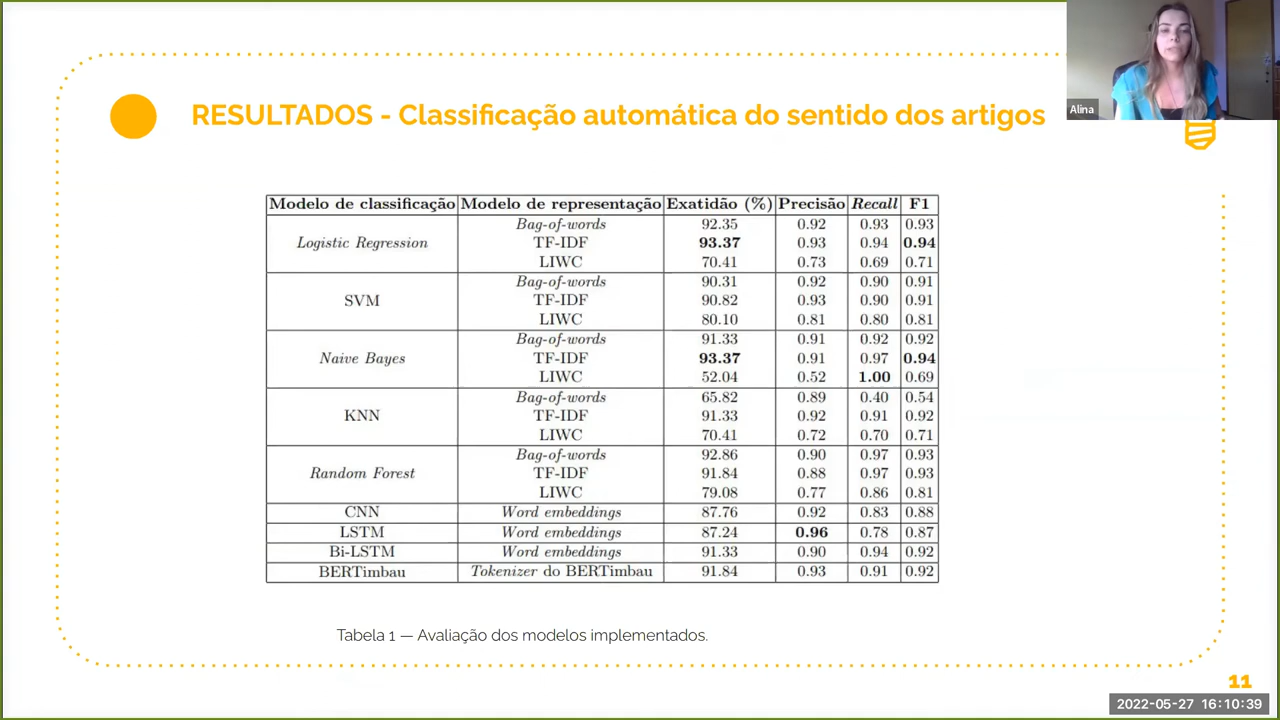 Alina
RESULTADOS - Classificação automática do sentido dos artigos
Modelo de classificação Modelo de representação Exatidão (%) Precisão Recall F1
Bag-of-words 92.35 0.92 0.93 0.93
Logistic Regression TF-IDF 93.37 0.93 0.94 0.94
LIWC 70.41 0.73 0.69 0.71
Bag-of-words 90.31 0.92 0.90 0.91
SVM TF-IDF 90.82 0.93 0.90 0.91
LIWC 80.10 0.81 0.80 0.81
Bag-of-words 91.33 0.91 0.92 0.92
Naive Bayes TF-IDF 93.37 0.91 0.97 0.94
LIWC 52.04 0.52 1.00 0.69
Bag-of-words 65.82 0.89 0.40 0.54
KNN TF-IDF 91.33 0.92 0.91 0.92
LIWC 70.41 0.72 0.70 0.71
Bag-of-words 92.86 0.90 0.97 0.93
Random Forest TF-IDF 91.84 0.88 0.97 0.93
LIWC 79.08 0.77 0.86 0.81
CNN Word embeddings 87.76 0.92 0.83 0.88
LSTM Word embeddings 87.24 0.96 0.78 0.87
Bi-LSTM Word embeddings 91.33 0.90 0.94 0.92
BERTimbau Tokenizer do BERTimbau 91.84 0.93 0.91 0.92
Tabela 1 — Avaliação dos modelos implementados.
11
2022-05-27 16:10:39